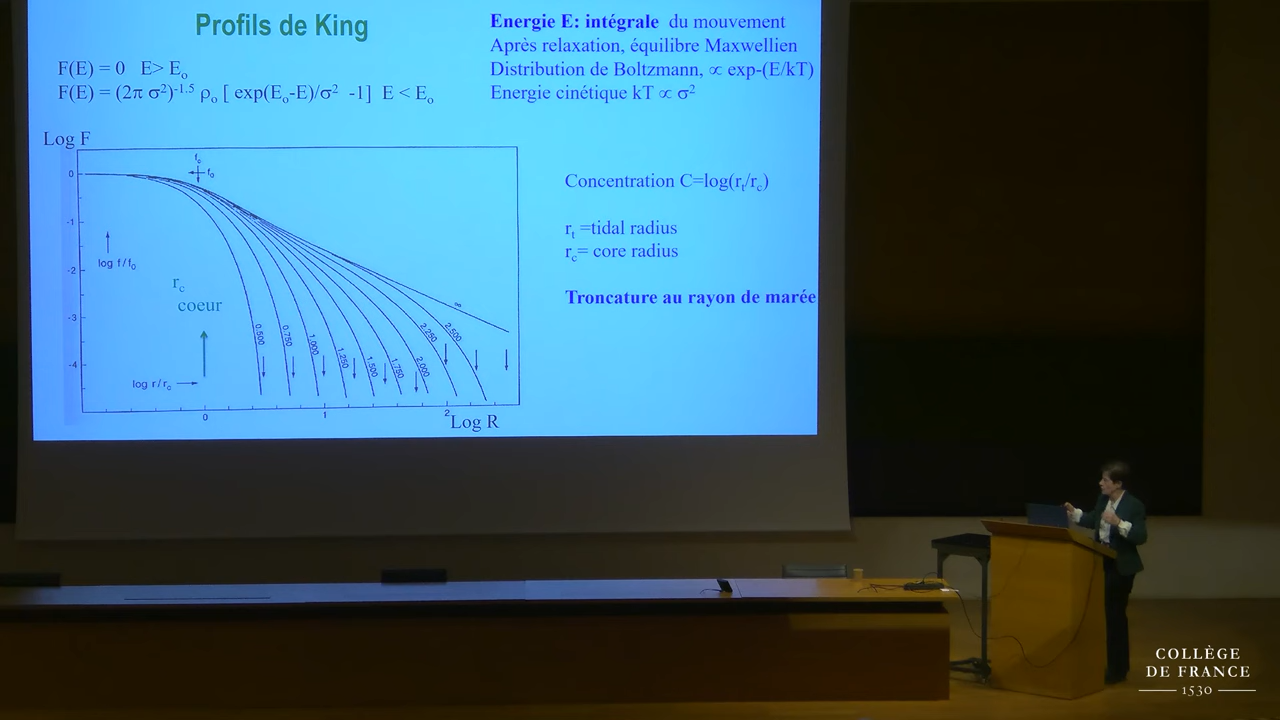 Profils de King
F(E) = 0 E> Eₒ
F(E) = (2π σ²)⁻¹·⁵ ρₒ [ exp(Eₒ-E)/σ² -1] E < Eₒ
Energie E: intégrale du mouvement
Après relaxation, équilibre Maxwellien
Distribution de Boltzmann, ∝ exp-(E/kT)
Energie cinétique kT ∝ σ²
Log F
f꜀
fₒ
0
-1
-2
-3
-4
log f/f₀
r꜀
coeur
log r/r꜀
0.500
0.750
1.000
1.250
1.500
1.750
2.000
2.250
2.500
∞
0
1
2
Log R
Concentration C=log(rₜ/r꜀)
rₜ =tidal radius
r꜀= core radius
Troncature au rayon de marée
COLLÈGE
DE FRANCE
1530